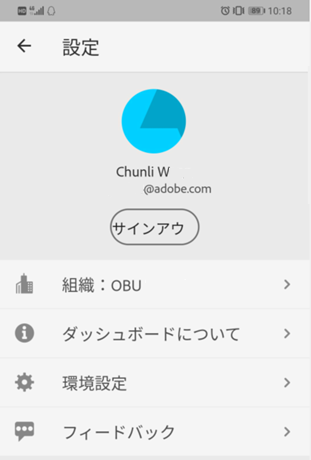 10:18
設定
Chunli W
@adobe.com
サインアウ
組織：OBU
ダッシュボードについて
環境設定
フィードバック